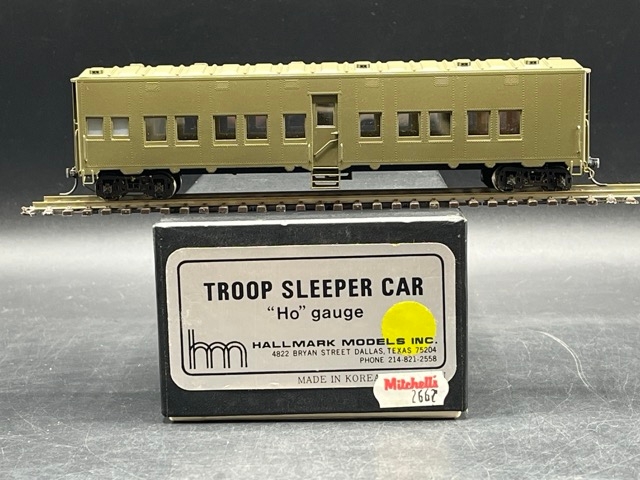 TROOP SLEEPER CAR
"Ho" gauge
hm
HALLMARK MODELS INC.
4822 BRYAN STREET DALLAS, TEXAS 75204
PHONE 214-821-2558
MADE IN KOREA
Mitchell
2662